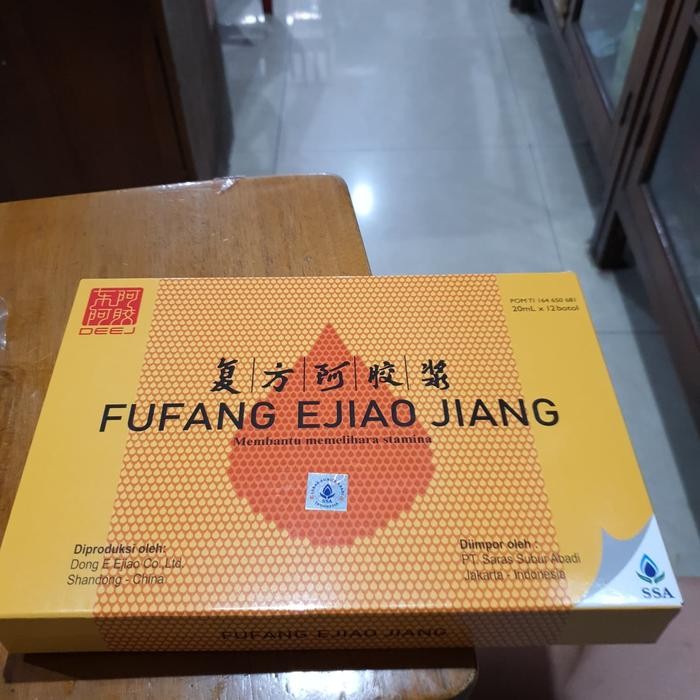 东阿
阿胶
DEEJ
POM TI 164 650 681
20mL x 12 botol
复方阿胶浆
FUFANG EJIAO JIANG
Membantu memelihara stamina
SSA
INDONESIA
Diproduksi oleh:
Dong E Ejiao Co. Ltd.
Shandong - China
Diimpor oleh :
PT. Saras Subur Abadi
Jakarta - Indonesia
SSA
FUFANG EJIAO JIANG